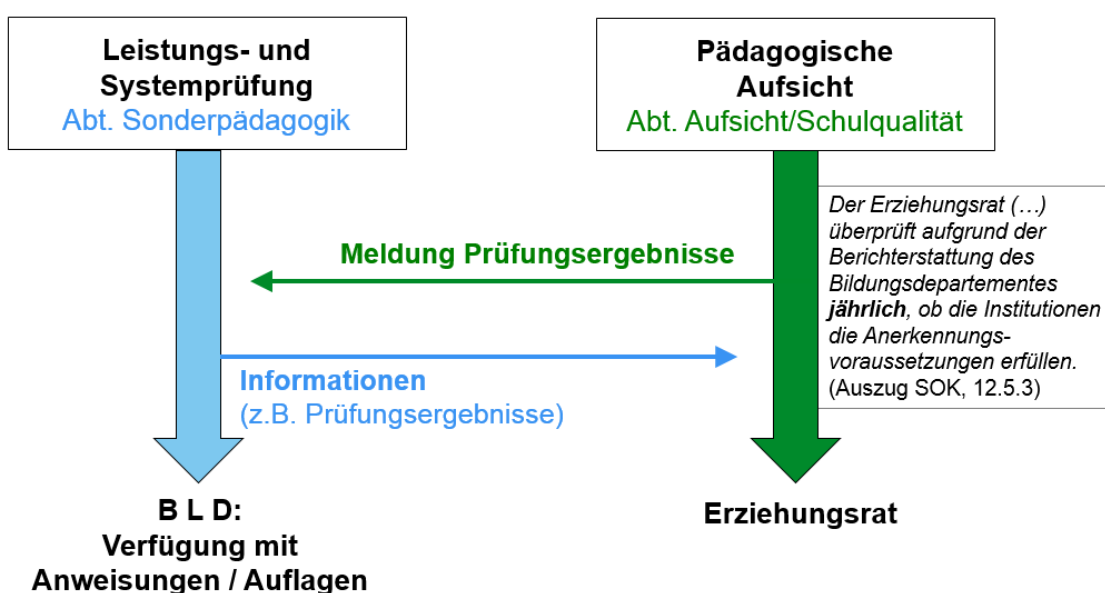 Leistungs- und
Systemprüfung
Abt. Sonderpädagogik
Pädagogische
Aufsicht
Abt. Aufsicht/Schulqualität
Der Erziehungsrat (…)
überprüft aufgrund der
Berichterstattung des
Bildungsdepartementes
jährlich, ob die Institutionen
die Anerkennungs-
voraussetzungen erfüllen.
(Auszug SOK, 12.5.3)
Meldung Prüfungsergebnisse
Informationen
(z.B. Prüfungsergebnisse)
B L D:
Verfügung mit
Anweisungen / Auflagen
Erziehungsrat